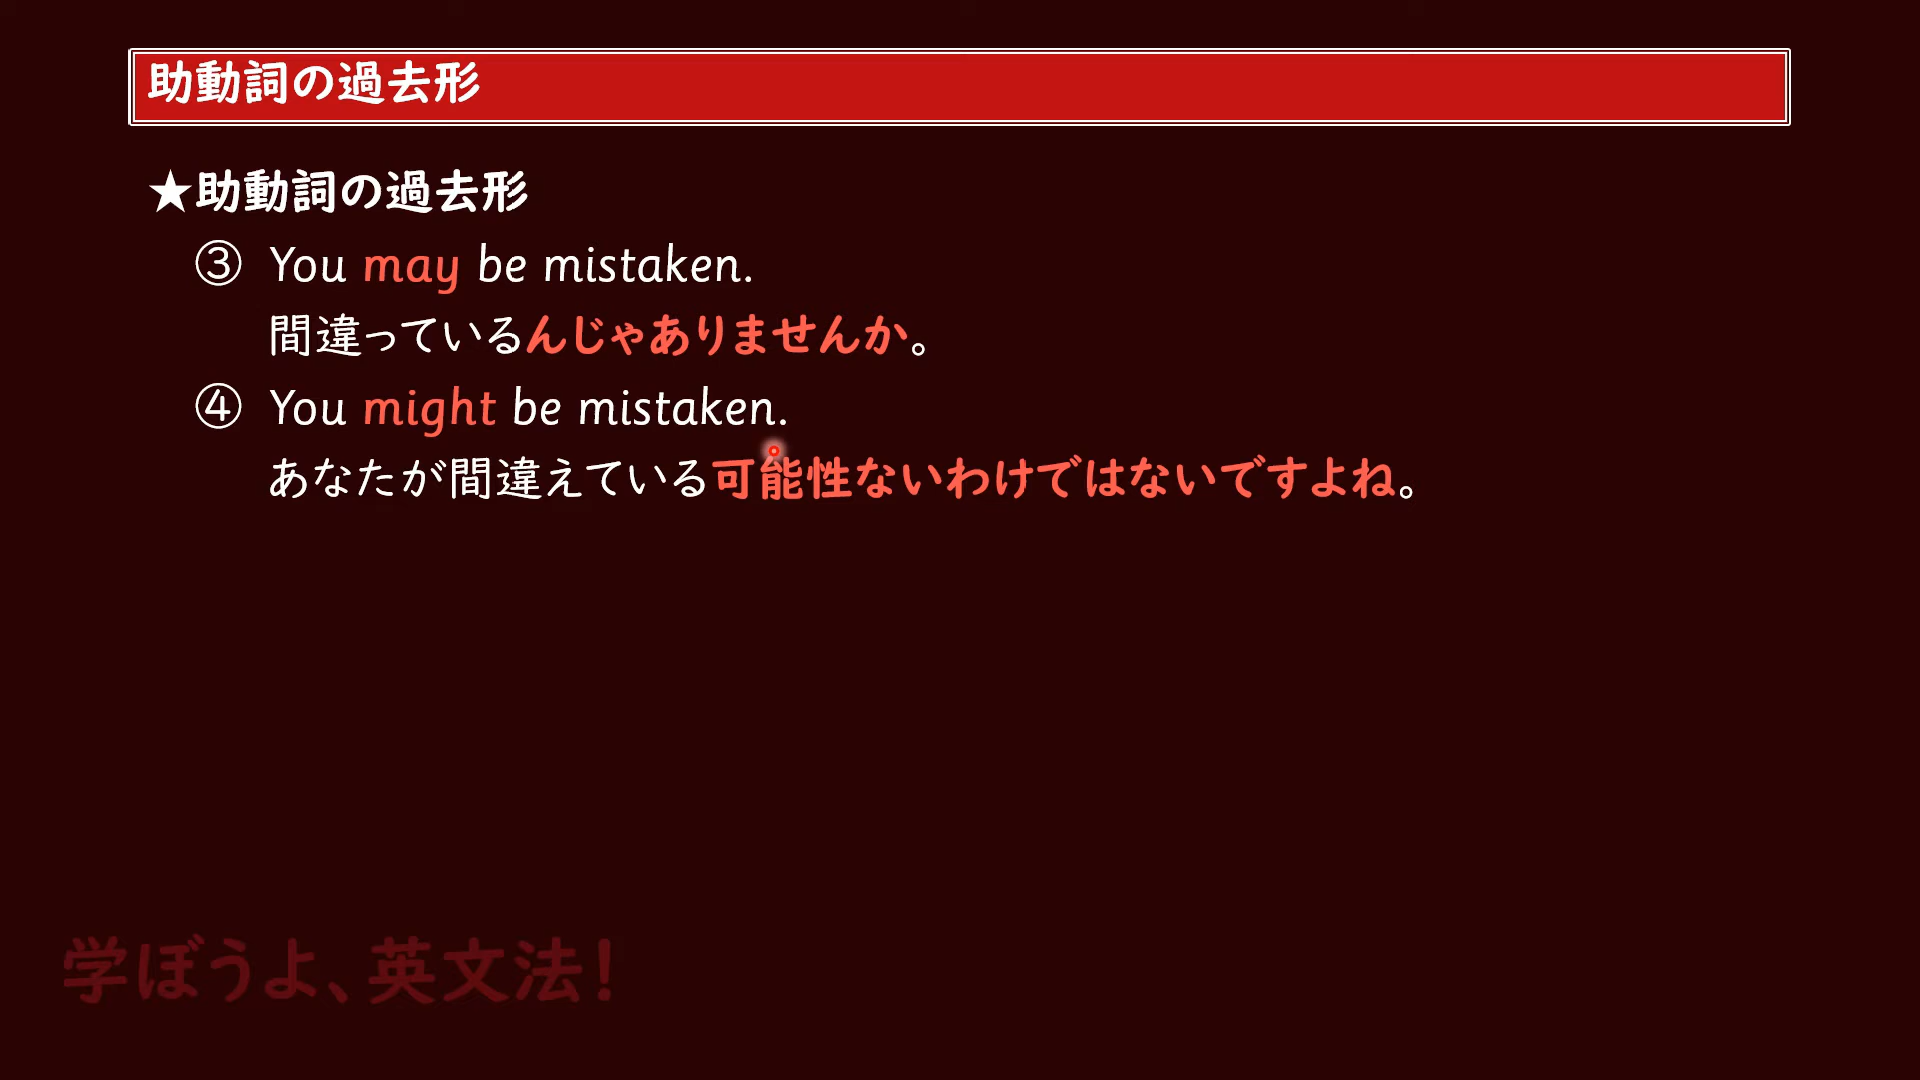 助動詞の過去形
★助動詞の過去形
③ You may be mistaken.
間違っているんじゃありませんか。
④ You might be mistaken.
あなたが間違えている可能性ないわけではないですよね。
学ぼうよ、英文法!